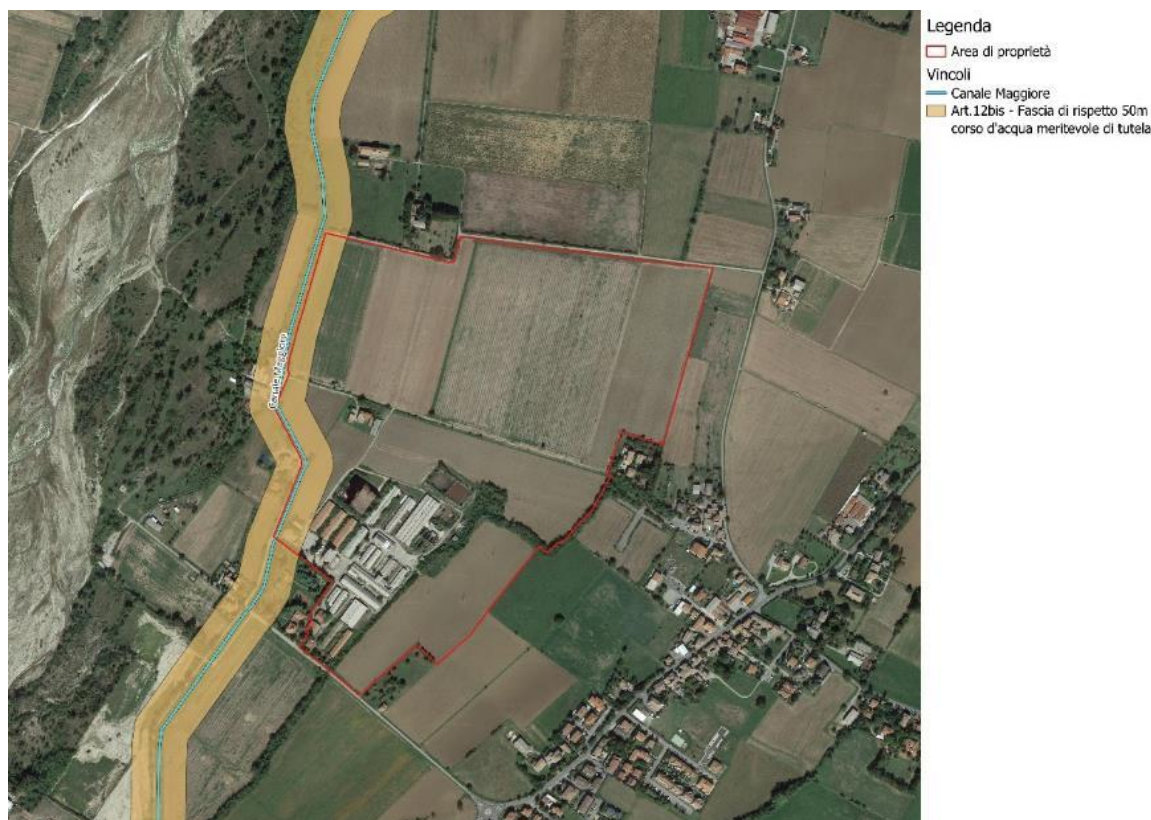 Legenda
Area di proprietà
Vincoli
Canale Maggiore
Art.12bis - Fascia di rispetto 50m
corso d'acqua meritevole di tutela
Canale Maggiore